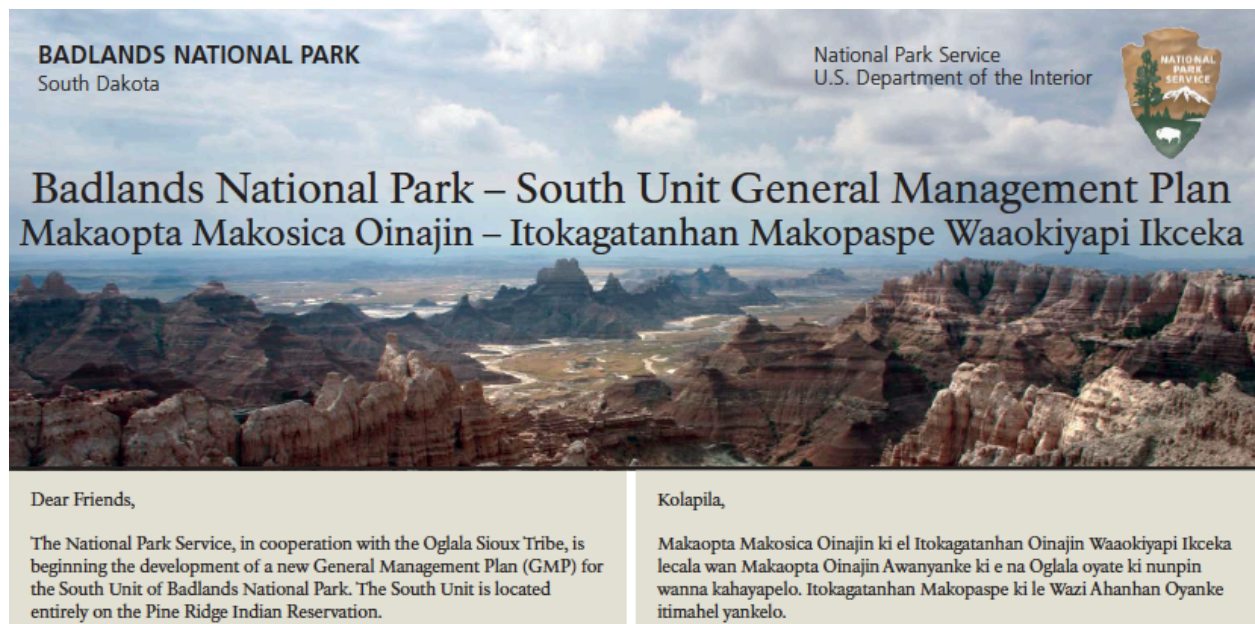 BADLANDS NATIONAL PARK
South Dakota
National Park Service
U.S. Department of the Interior
NATIONAL
PARK
SERVICE
Badlands National Park – South Unit General Management Plan
Makaopta Makosica Oinajin – Itokagatanhan Makopaspe Waaokiyapi Ikceka
Dear Friends,
The National Park Service, in cooperation with the Oglala Sioux Tribe, is
beginning the development of a new General Management Plan (GMP) for
the South Unit of Badlands National Park. The South Unit is located
entirely on the Pine Ridge Indian Reservation.
Kolapila,
Makaopta Makosica Oinajin ki el Itokagatanhan Oinajin Waaokiyapi Ikceka
lecala wan Makaopta Oinajin Awanyanke ki e na Oglala oyate ki nunpin
wanna kahayapelo. Itokagatanhan Makopaspe ki le Wazi Ahanhan Oyanke
itimahel yankelo.